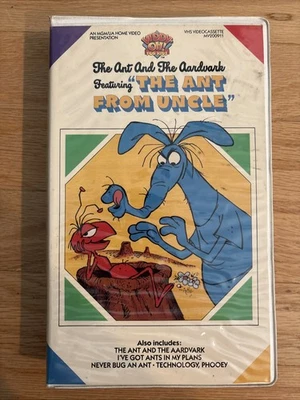 AN MGM/UA HOME VIDEO
PRESENTATION
VHS VIDEOCASSETTE
The Ant And The Aardvark
Featuring "THE ANT
FROM UNCLE"
Also includes:
THE ANT AND THE AARDVARK
I'VE GOT ANTS IN MY PLANS
NEVER BUG AN ANT - TECHNOLOGY, PHOOEY